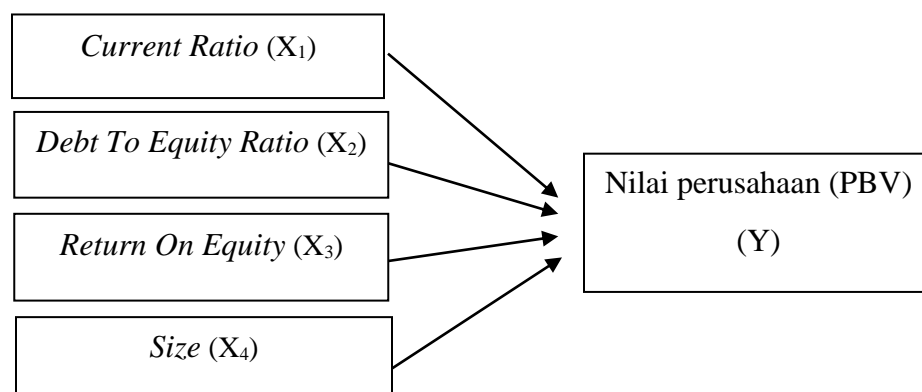 Current Ratio (X₁)
Debt To Equity Ratio (X₂)
Return On Equity (X₃)
Size (X₄)
Nilai perusahaan (PBV)
(Y)